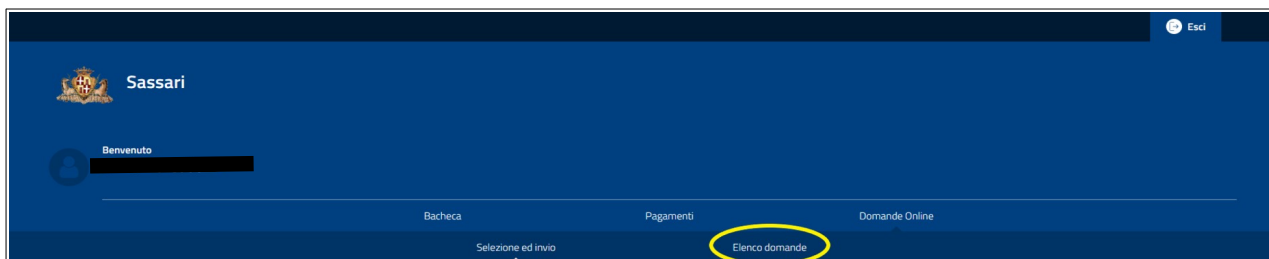 Esci
Sassari
Benvenuto
Bacheca Pagamenti Domande Online
Selezione ed invio Elenco domande